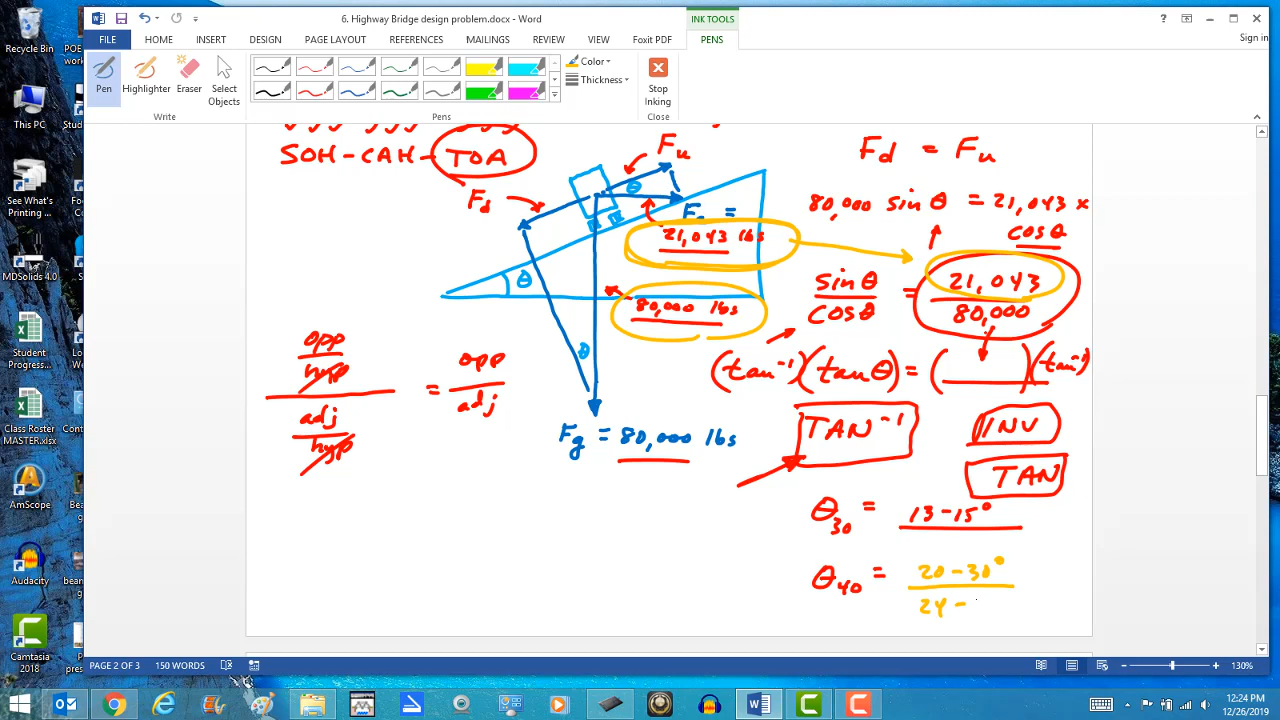 Recycle Bin
POE
work
This PC
Stud
See What's
Printing ...
MDSolids 4.0
Student
Progress ...
Class Roster
MASTER.xlsx
AmScope
Audacity
Camtasia
2018
6. Highway Bridge design problem.docx - Word
INK TOOLS
Sign in
FILE HOME INSERT DESIGN PAGE LAYOUT REFERENCES MAILINGS REVIEW VIEW Foxit PDF PENS
Pen Highlighter Eraser Select Objects
Color
Thickness
Stop Inking
Write Pens Close
SOH-CAH-TOA
Fu
Fd
θ
21,043 lbs
θ
80,000 lbs
θ
Fg = 80,000 lbs
opp
hyp
adj
hyp
= opp
adj
Fd = Fu
80,000 sin θ = 21,043 x
cos θ
sin θ
cos θ
= 21,043
80,000
(tan-1)(tan θ) = ( )(tan-1)
TAN-1
INV
TAN
θ30 = 13-15°
θ40 = 20-30°
24-
PAGE 2 OF 3 150 WORDS
130%
12:24 PM
12/26/2019